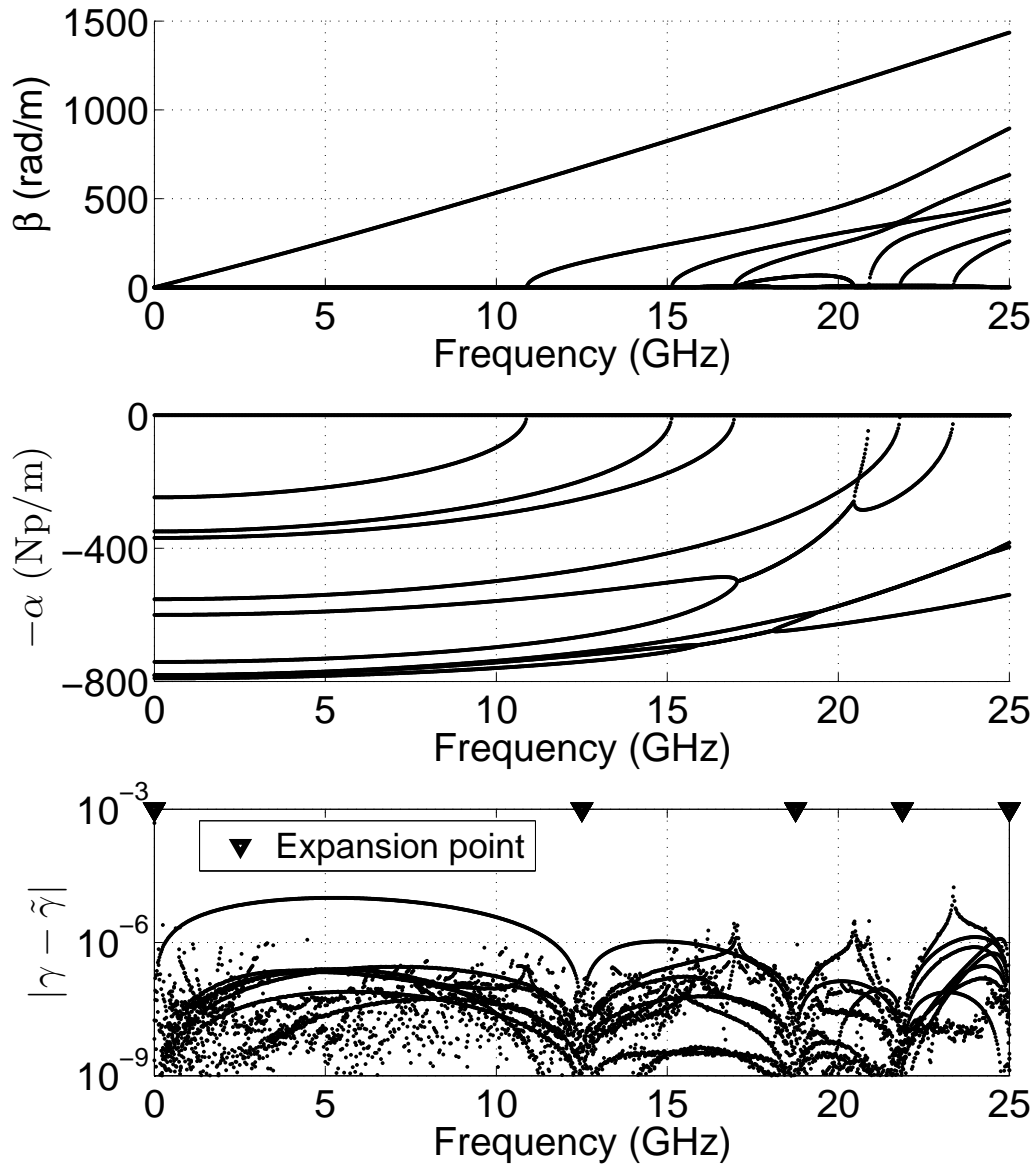 1500
1000
500
0
β (rad/m)
0 5 10 15 20 25
Frequency (GHz)
0
−400
−800
−α (Np/m)
0 5 10 15 20 25
Frequency (GHz)
10⁻³
10⁻⁶
10⁻⁹
|γ − γ̃|
Expansion point
0 5 10 15 20 25
Frequency (GHz)